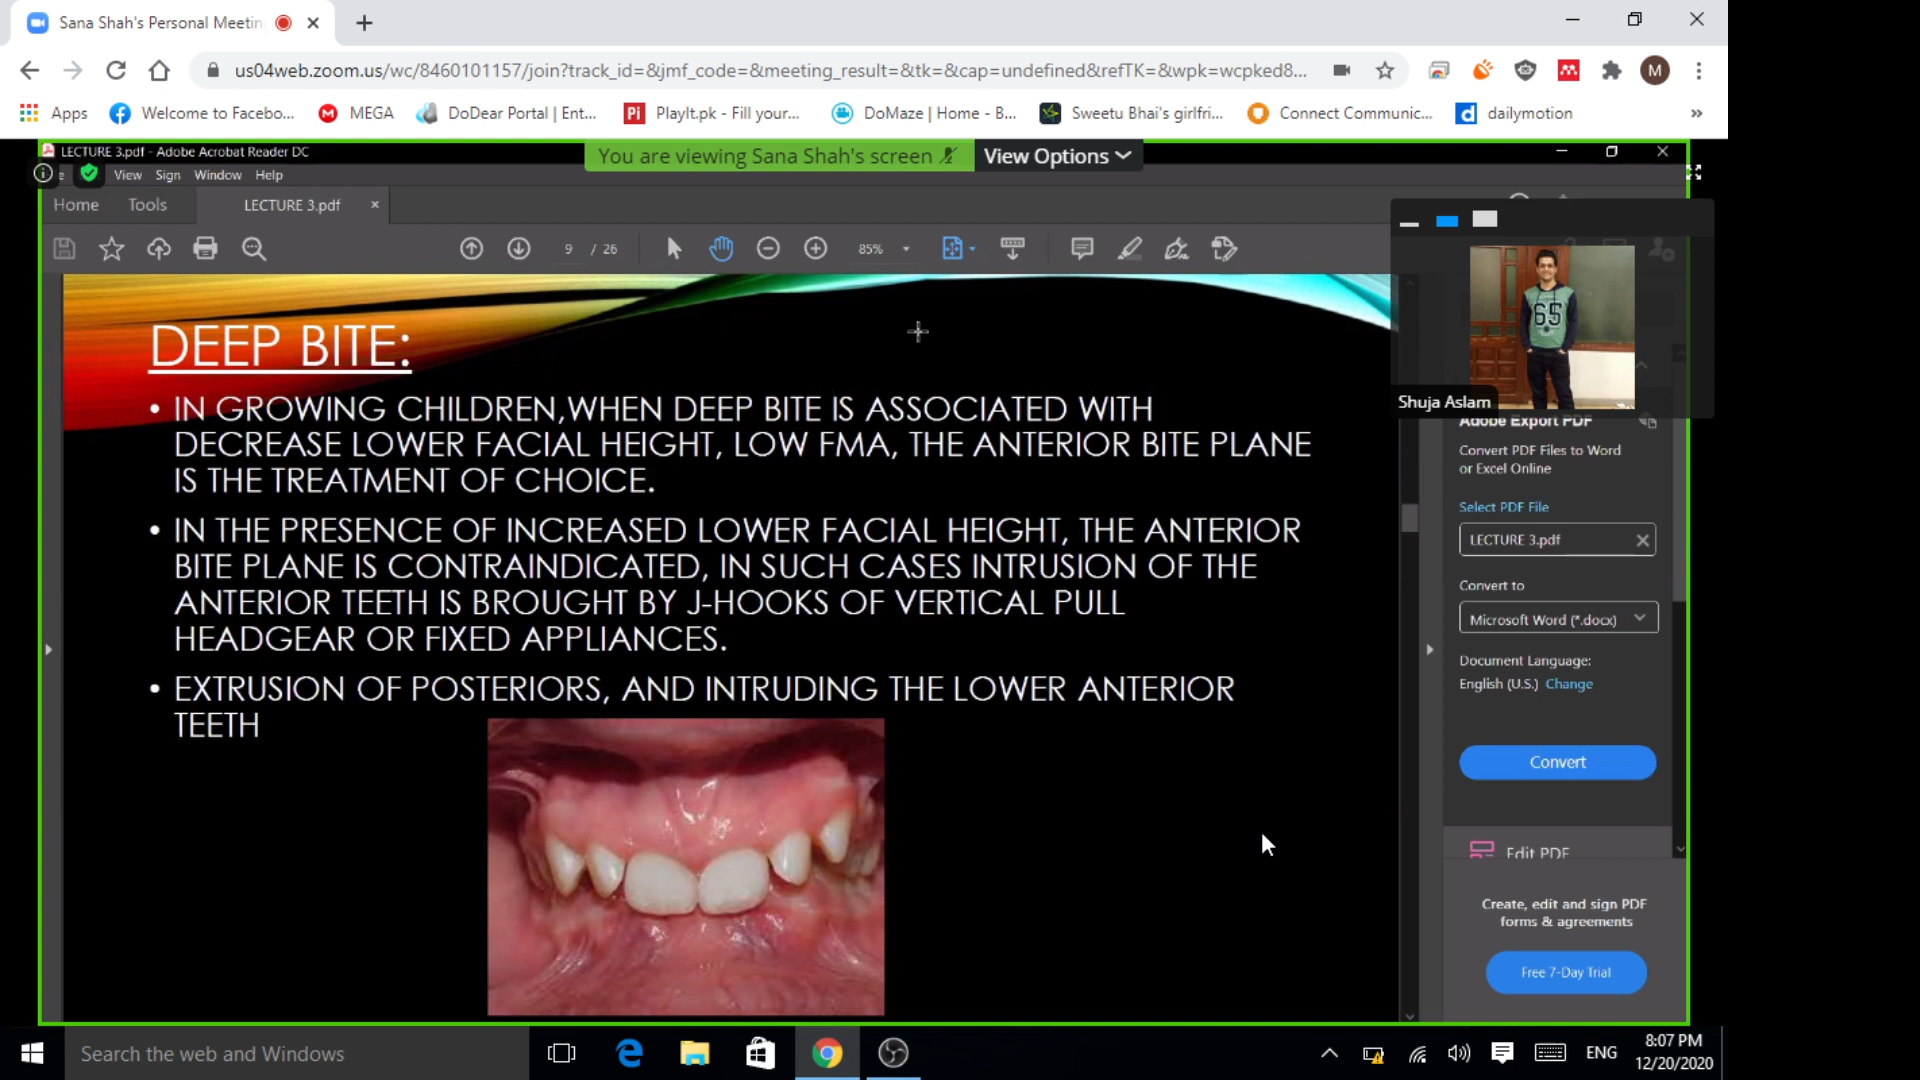 Sana Shah's Personal Meetin
us04web.zoom.us/wc/8460101157/join?track_id=&jmf_code=&meeting_result=&tk=&cap=undefined&refTK=&wpk=wcpked8...
M
Apps
Welcome to Facebo...
MEGA
DoDear Portal | Ent...
PlayIt.pk - Fill your...
DoMaze | Home - B...
Sweetu Bhai's girlfri...
Connect Communic...
dailymotion
»
LECTURE 3.pdf - Adobe Acrobat Reader DC
You are viewing Sana Shah's screen
View Options
View Sign Window Help
Home Tools LECTURE 3.pdf ×
9 / 26
85%
65
Shuja Aslam
DEEP BITE:
• IN GROWING CHILDREN,WHEN DEEP BITE IS ASSOCIATED WITH
DECREASE LOWER FACIAL HEIGHT, LOW FMA, THE ANTERIOR BITE PLANE
IS THE TREATMENT OF CHOICE.
• IN THE PRESENCE OF INCREASED LOWER FACIAL HEIGHT, THE ANTERIOR
BITE PLANE IS CONTRAINDICATED, IN SUCH CASES INTRUSION OF THE
ANTERIOR TEETH IS BROUGHT BY J-HOOKS OF VERTICAL PULL
HEADGEAR OR FIXED APPLIANCES.
• EXTRUSION OF POSTERIORS, AND INTRUDING THE LOWER ANTERIOR
TEETH
Adobe Export PDF
Convert PDF Files to Word
or Excel Online
Select PDF File
LECTURE 3.pdf
Convert to
Microsoft Word (*.docx)
Document Language:
English (U.S.) Change
Convert
Edit PDF
Create, edit and sign PDF
forms & agreements
Free 7-Day Trial
Search the web and Windows
ENG
8:07 PM
12/20/2020